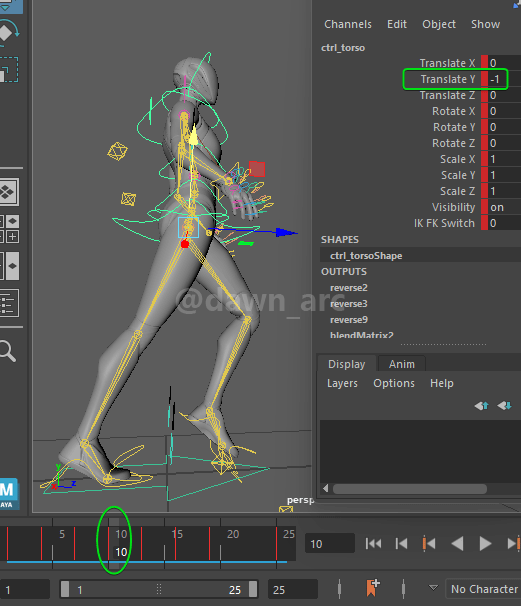 Channels Edit Object Show
ctrl_torso
Translate X 0
Translate Y -1
Translate Z 0
Rotate X 0
Rotate Y 0
Rotate Z 0
Scale X 1
Scale Y 1
Scale Z 1
Visibility on
IK FK Switch 0
SHAPES
ctrl_torsoShape
OUTPUTS
reverse2
reverse3
reverse9
blendMatrix2
@dawn_arc
Display Anim
Layers Options Help
y
z
persp
M
AYA
5 10 15 20 25
10
10
1 1 25 25
No Character